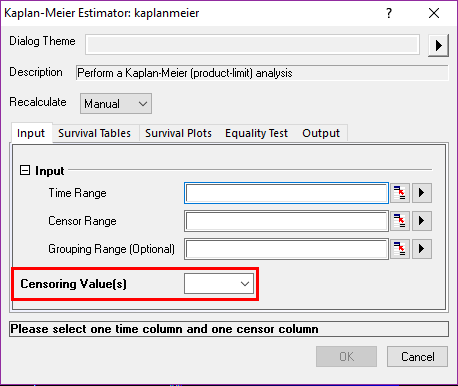 Kaplan-Meier Estimator: kaplanmeier
Dialog Theme
Description Perform a Kaplan-Meier (product-limit) analysis
Recalculate Manual
Input Survival Tables Survival Plots Equality Test Output
Input
Time Range
Censor Range
Grouping Range (Optional)
Censoring Value(s)
Please select one time column and one censor column
OK Cancel